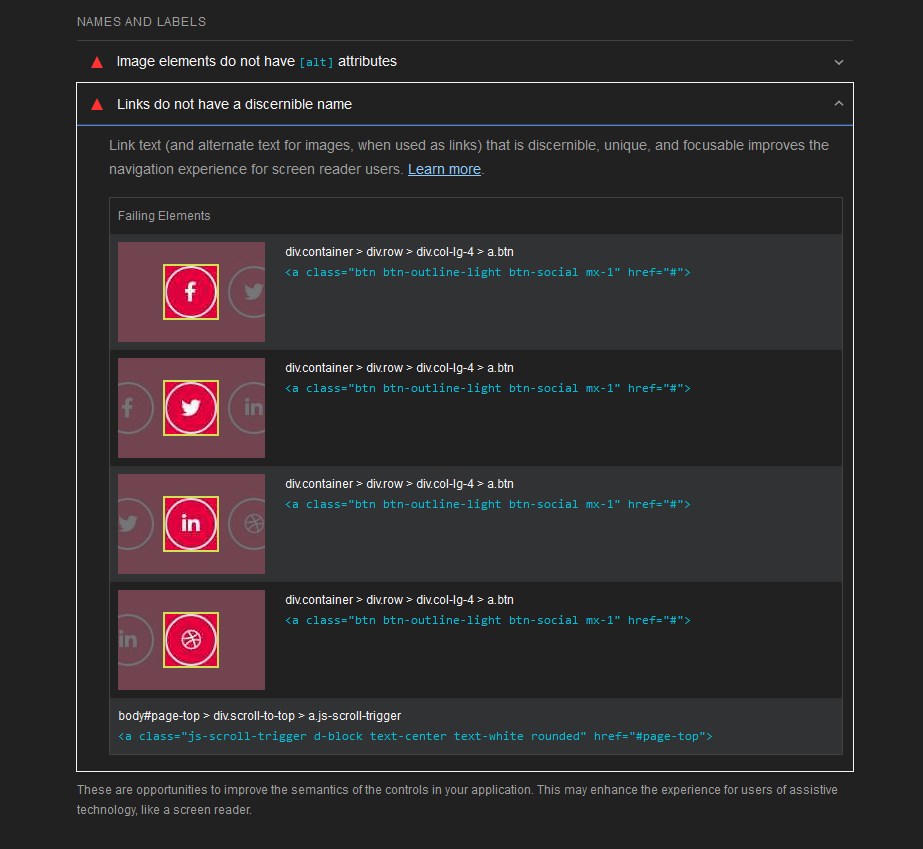 NAMES AND LABELS
Image elements do not have [alt] attributes
Links do not have a discernible name
Link text (and alternate text for images, when used as links) that is discernible, unique, and focusable improves the
navigation experience for screen reader users. Learn more.
Failing Elements
div.container > div.row > div.col-lg-4 > a.btn
<a class="btn btn-outline-light btn-social mx-1" href="#">
f
div.container > div.row > div.col-lg-4 > a.btn
<a class="btn btn-outline-light btn-social mx-1" href="#">
f in
div.container > div.row > div.col-lg-4 > a.btn
<a class="btn btn-outline-light btn-social mx-1" href="#">
in
div.container > div.row > div.col-lg-4 > a.btn
<a class="btn btn-outline-light btn-social mx-1" href="#">
in
body#page-top > div.scroll-to-top > a.js-scroll-trigger
<a class="js-scroll-trigger d-block text-center text-white rounded" href="#page-top">
These are opportunities to improve the semantics of the controls in your application. This may enhance the experience for users of assistive
technology, like a screen reader.